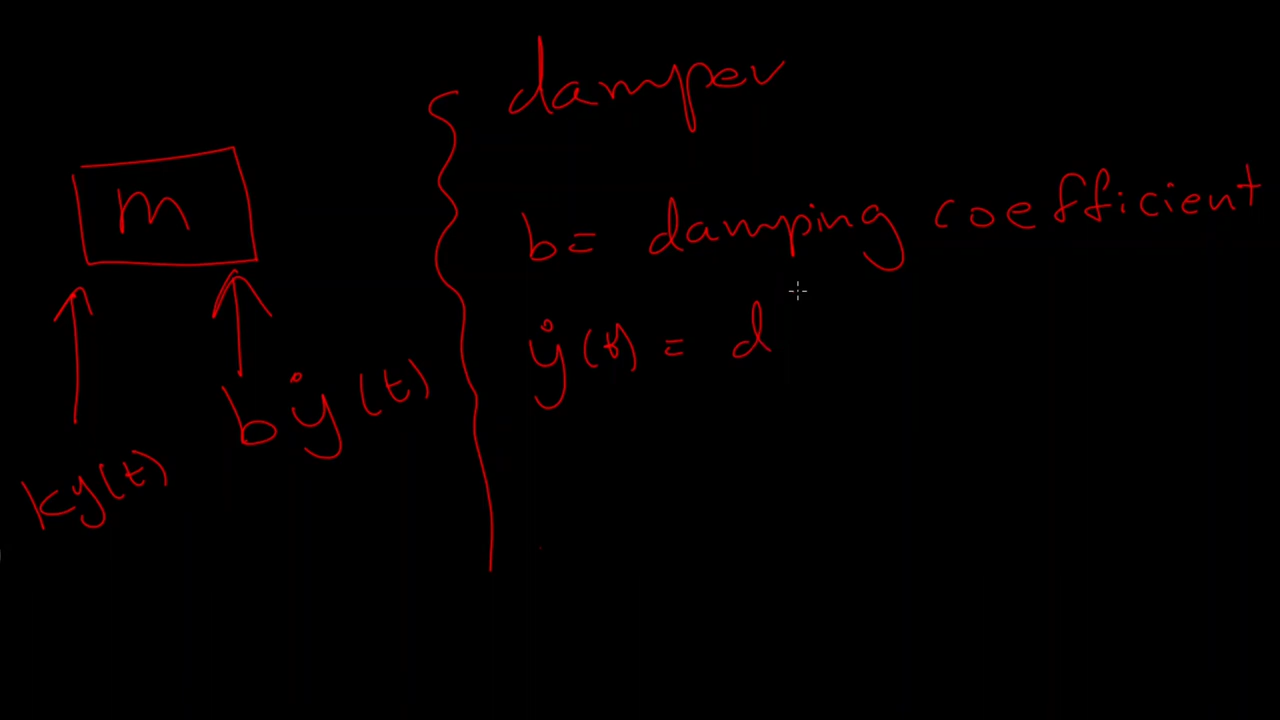 m
bẏ(t)
ky(t)
damper
b= damping coefficient
ẏ(t) = d